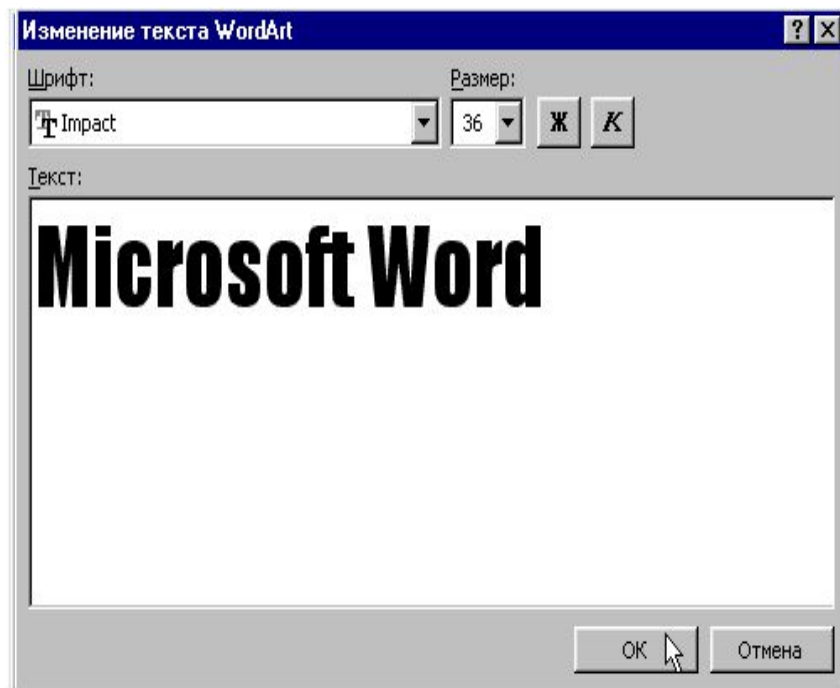 Изменение текста WordArt ? X
Шрифт: Размер:
Impact 36 Ж К
Текст:
Microsoft Word
ОК Отмена